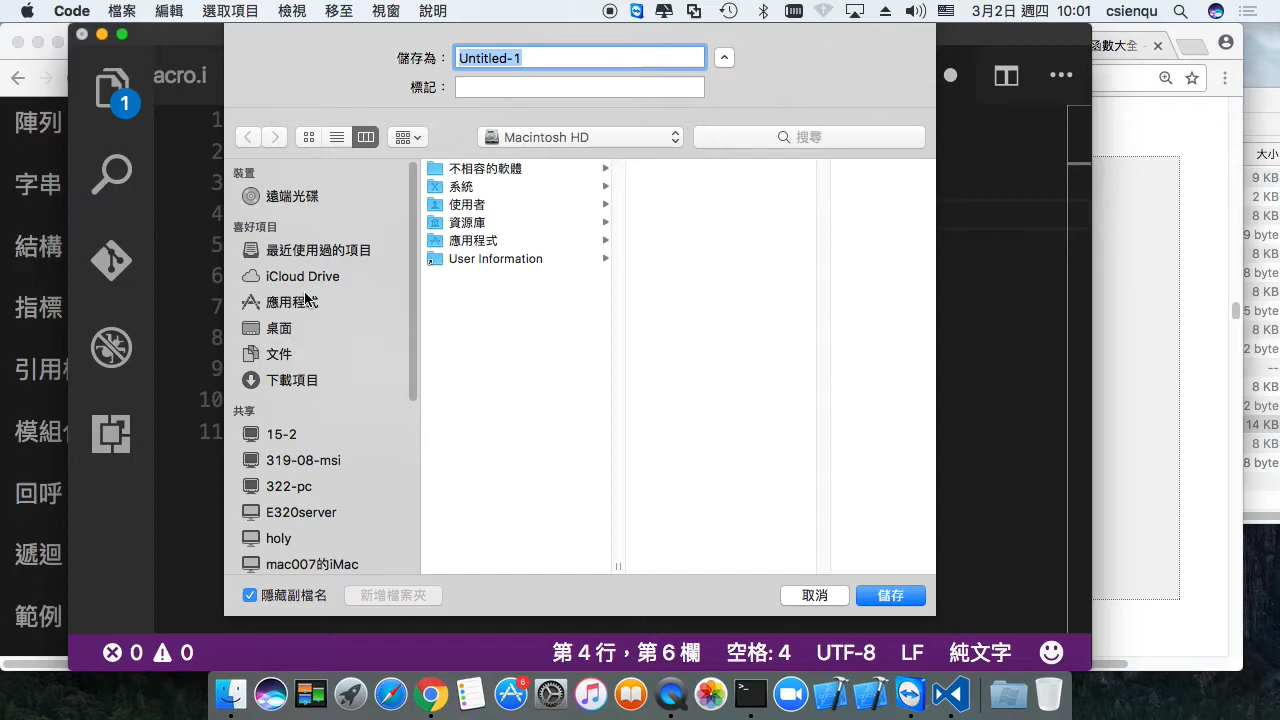 Code 檔案 編輯 選取項目 檢視 移至 視窗 說明 3月2日 週四 10:01 csienqu
函數大全
acro.i
1
陣列
字串
結構
指標
模組化
回呼
遞迴
範例
1
2
3
4
5
6
7
8
9
10
11
儲存為：
Untitled-1
標記：
Macintosh HD
搜尋
裝置
遠端光碟
喜好項目
最近使用過的項目
iCloud Drive
應用程式
桌面
文件
下載項目
共享
15-2
319-08-msi
322-pc
E320server
holy
mac007的iMac
不相容的軟體
系統
使用者
資源庫
應用程式
User Information
隱藏副檔名
新增檔案夾
取消
儲存
大小
9 KB
2 KB
9 byte
8 byte
8 KB
5 byte
8 KB
2 byte
--
8 KB
2 byte
14 KB
8 KB
8 byte
0 0 第 4 行，第 6 欄 空格: 4 UTF-8 LF 純文字
6